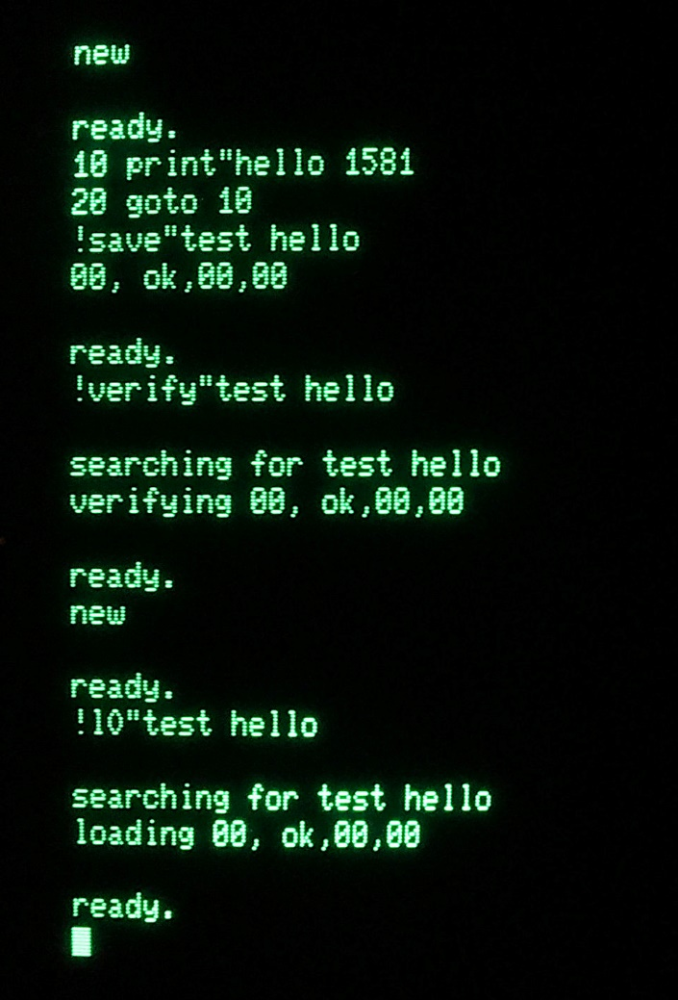 new
ready.
10 print"hello 1581
20 goto 10
!save"test hello
00, ok,00,00
ready.
!verify"test hello
searching for test hello
verifying 00, ok,00,00
ready.
new
ready.
!lO"test hello
searching for test hello
loading 00, ok,00,00
ready.